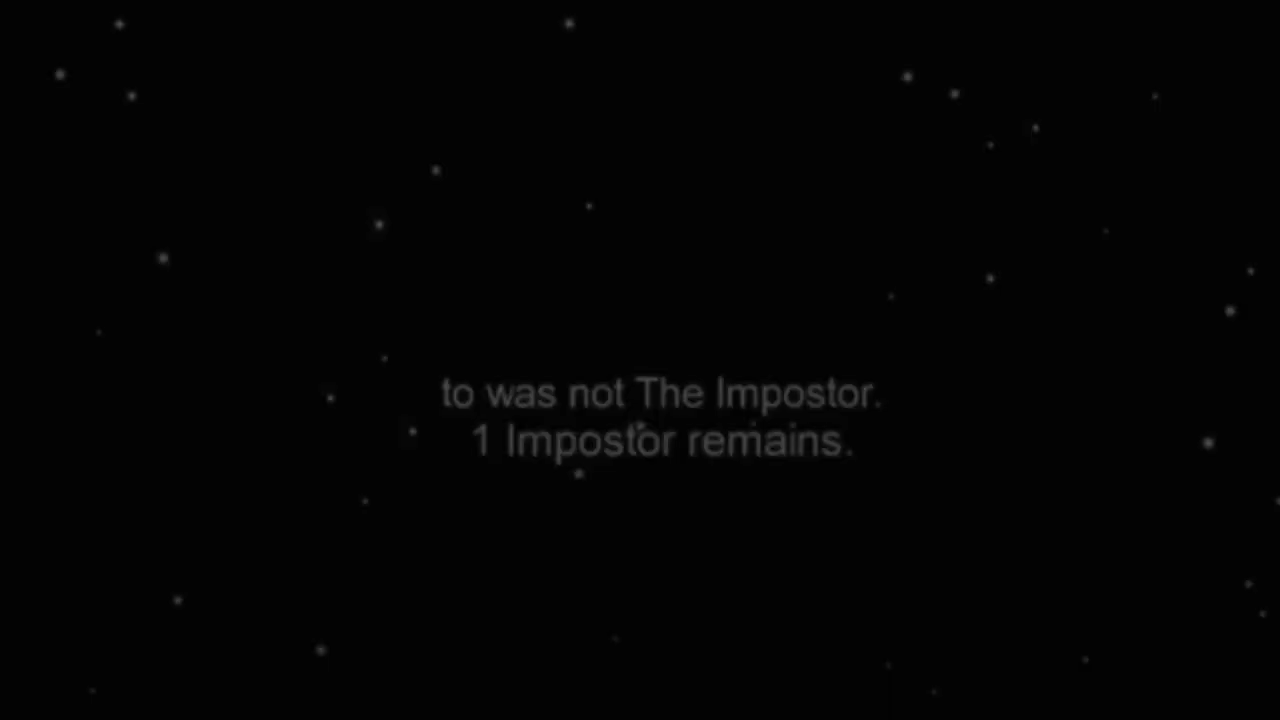 to was not The Impostor.
1 Impostor remains.